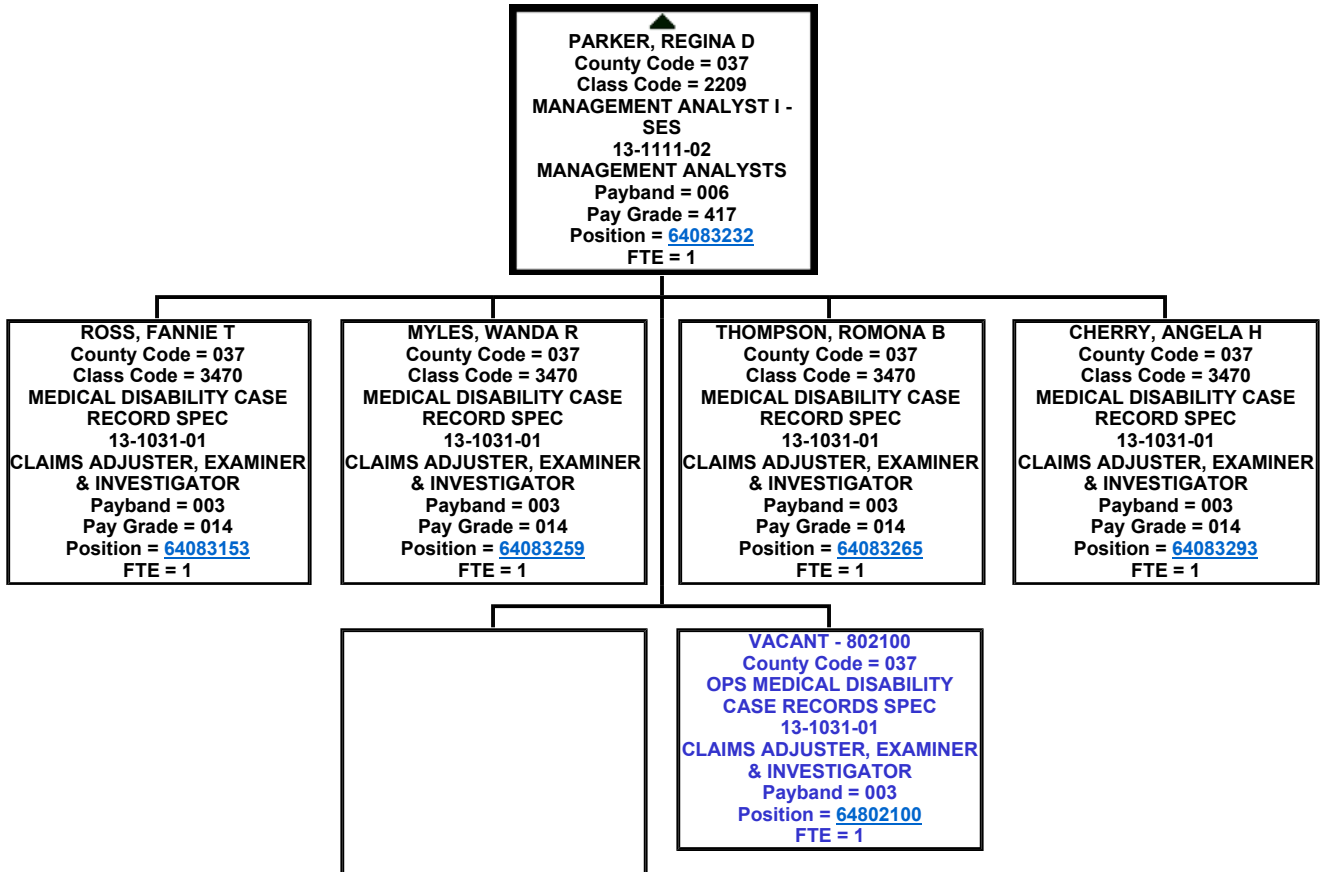 PARKER, REGINA D
County Code = 037
Class Code = 2209
MANAGEMENT ANALYST I -
SES
13-1111-02
MANAGEMENT ANALYSTS
Payband = 006
Pay Grade = 417
Position = 64083232
FTE = 1
ROSS, FANNIE T
County Code = 037
Class Code = 3470
MEDICAL DISABILITY CASE
RECORD SPEC
13-1031-01
CLAIMS ADJUSTER, EXAMINER
& INVESTIGATOR
Payband = 003
Pay Grade = 014
Position = 64083153
FTE = 1
MYLES, WANDA R
County Code = 037
Class Code = 3470
MEDICAL DISABILITY CASE
RECORD SPEC
13-1031-01
CLAIMS ADJUSTER, EXAMINER
& INVESTIGATOR
Payband = 003
Pay Grade = 014
Position = 64083259
FTE = 1
THOMPSON, ROMONA B
County Code = 037
Class Code = 3470
MEDICAL DISABILITY CASE
RECORD SPEC
13-1031-01
CLAIMS ADJUSTER, EXAMINER
& INVESTIGATOR
Payband = 003
Pay Grade = 014
Position = 64083265
FTE = 1
CHERRY, ANGELA H
County Code = 037
Class Code = 3470
MEDICAL DISABILITY CASE
RECORD SPEC
13-1031-01
CLAIMS ADJUSTER, EXAMINER
& INVESTIGATOR
Payband = 003
Pay Grade = 014
Position = 64083293
FTE = 1
VACANT - 802100
County Code = 037
OPS MEDICAL DISABILITY
CASE RECORDS SPEC
13-1031-01
CLAIMS ADJUSTER, EXAMINER
& INVESTIGATOR
Payband = 003
Position = 64802100
FTE = 1